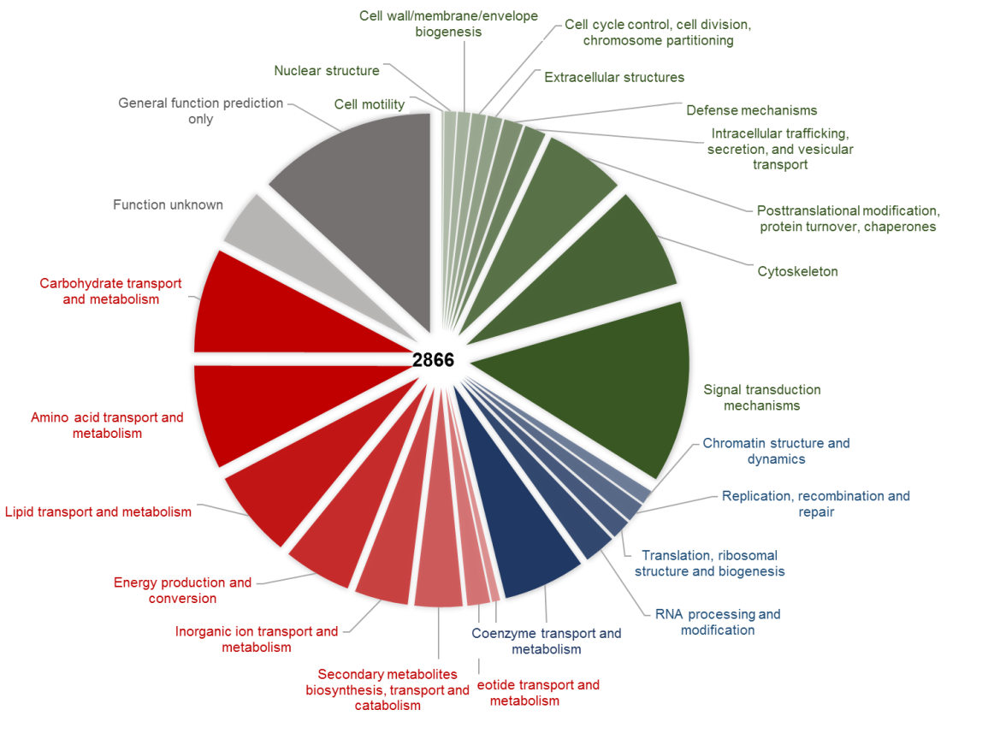 Cell wall/membrane/envelope
biogenesis
Cell cycle control, cell division,
chromosome partitioning
Nuclear structure
Extracellular structures
General function prediction
only
Cell motility
Defense mechanisms
Intracellular trafficking,
secretion, and vesicular
transport
Function unknown
Posttranslational modification,
protein turnover, chaperones
Cytoskeleton
Carbohydrate transport
and metabolism
2866
Signal transduction
mechanisms
Amino acid transport and
metabolism
Chromatin structure and
dynamics
Replication, recombination and
repair
Lipid transport and metabolism
Translation, ribosomal
structure and biogenesis
Energy production and
conversion
RNA processing and
modification
Inorganic ion transport and
metabolism
Coenzyme transport and
metabolism
Secondary metabolites
biosynthesis, transport and
catabolism
eotide transport and
metabolism